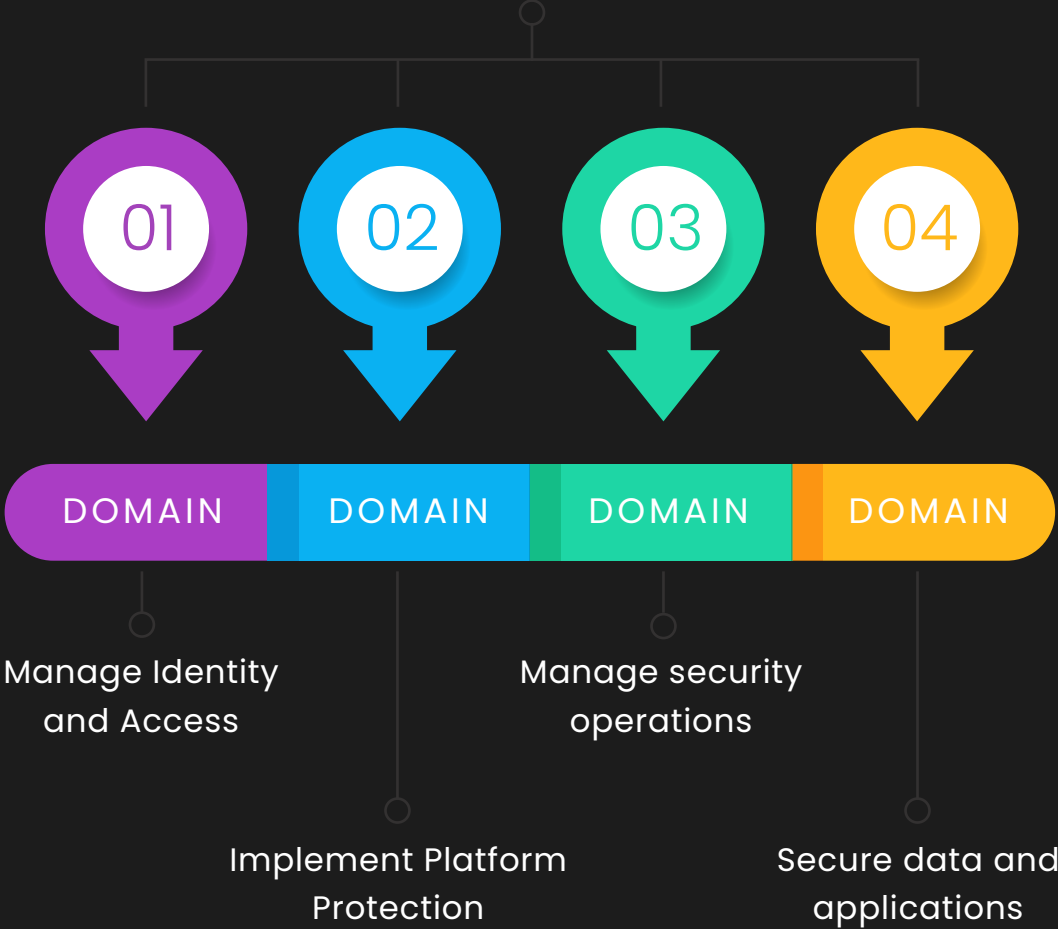 01 02 03 04
DOMAIN DOMAIN DOMAIN DOMAIN
Manage Identity
and Access
Manage security
operations
Implement Platform
Protection
Secure data and
applications